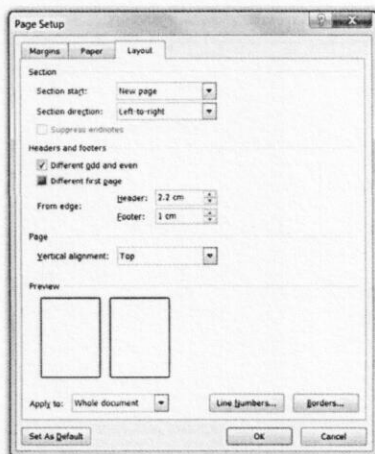 Page Setup
Margins Paper Layout
Section
Section start: New page
Section direction: Left-to-right
Suppress endnotes
Headers and footers
Different odd and even
Different first page
From edge: Header: 2.2 cm
Footer: 1 cm
Page
Vertical alignment: Top
Preview
Apply to: Whole document Line Numbers... Borders...
Set As Default OK Cancel